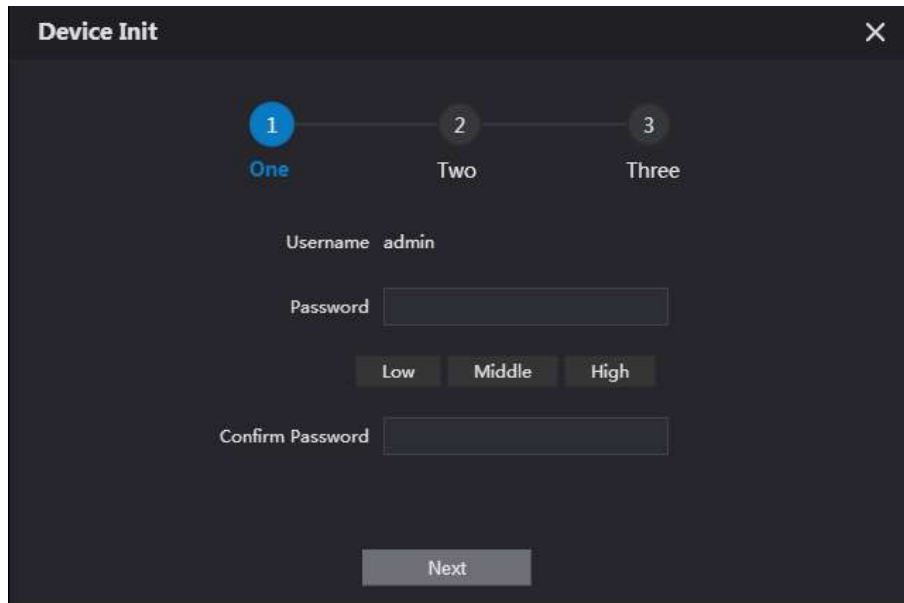 Device Init
1 2 3
One Two Three
Username admin
Password
Low Middle High
Confirm Password
Next